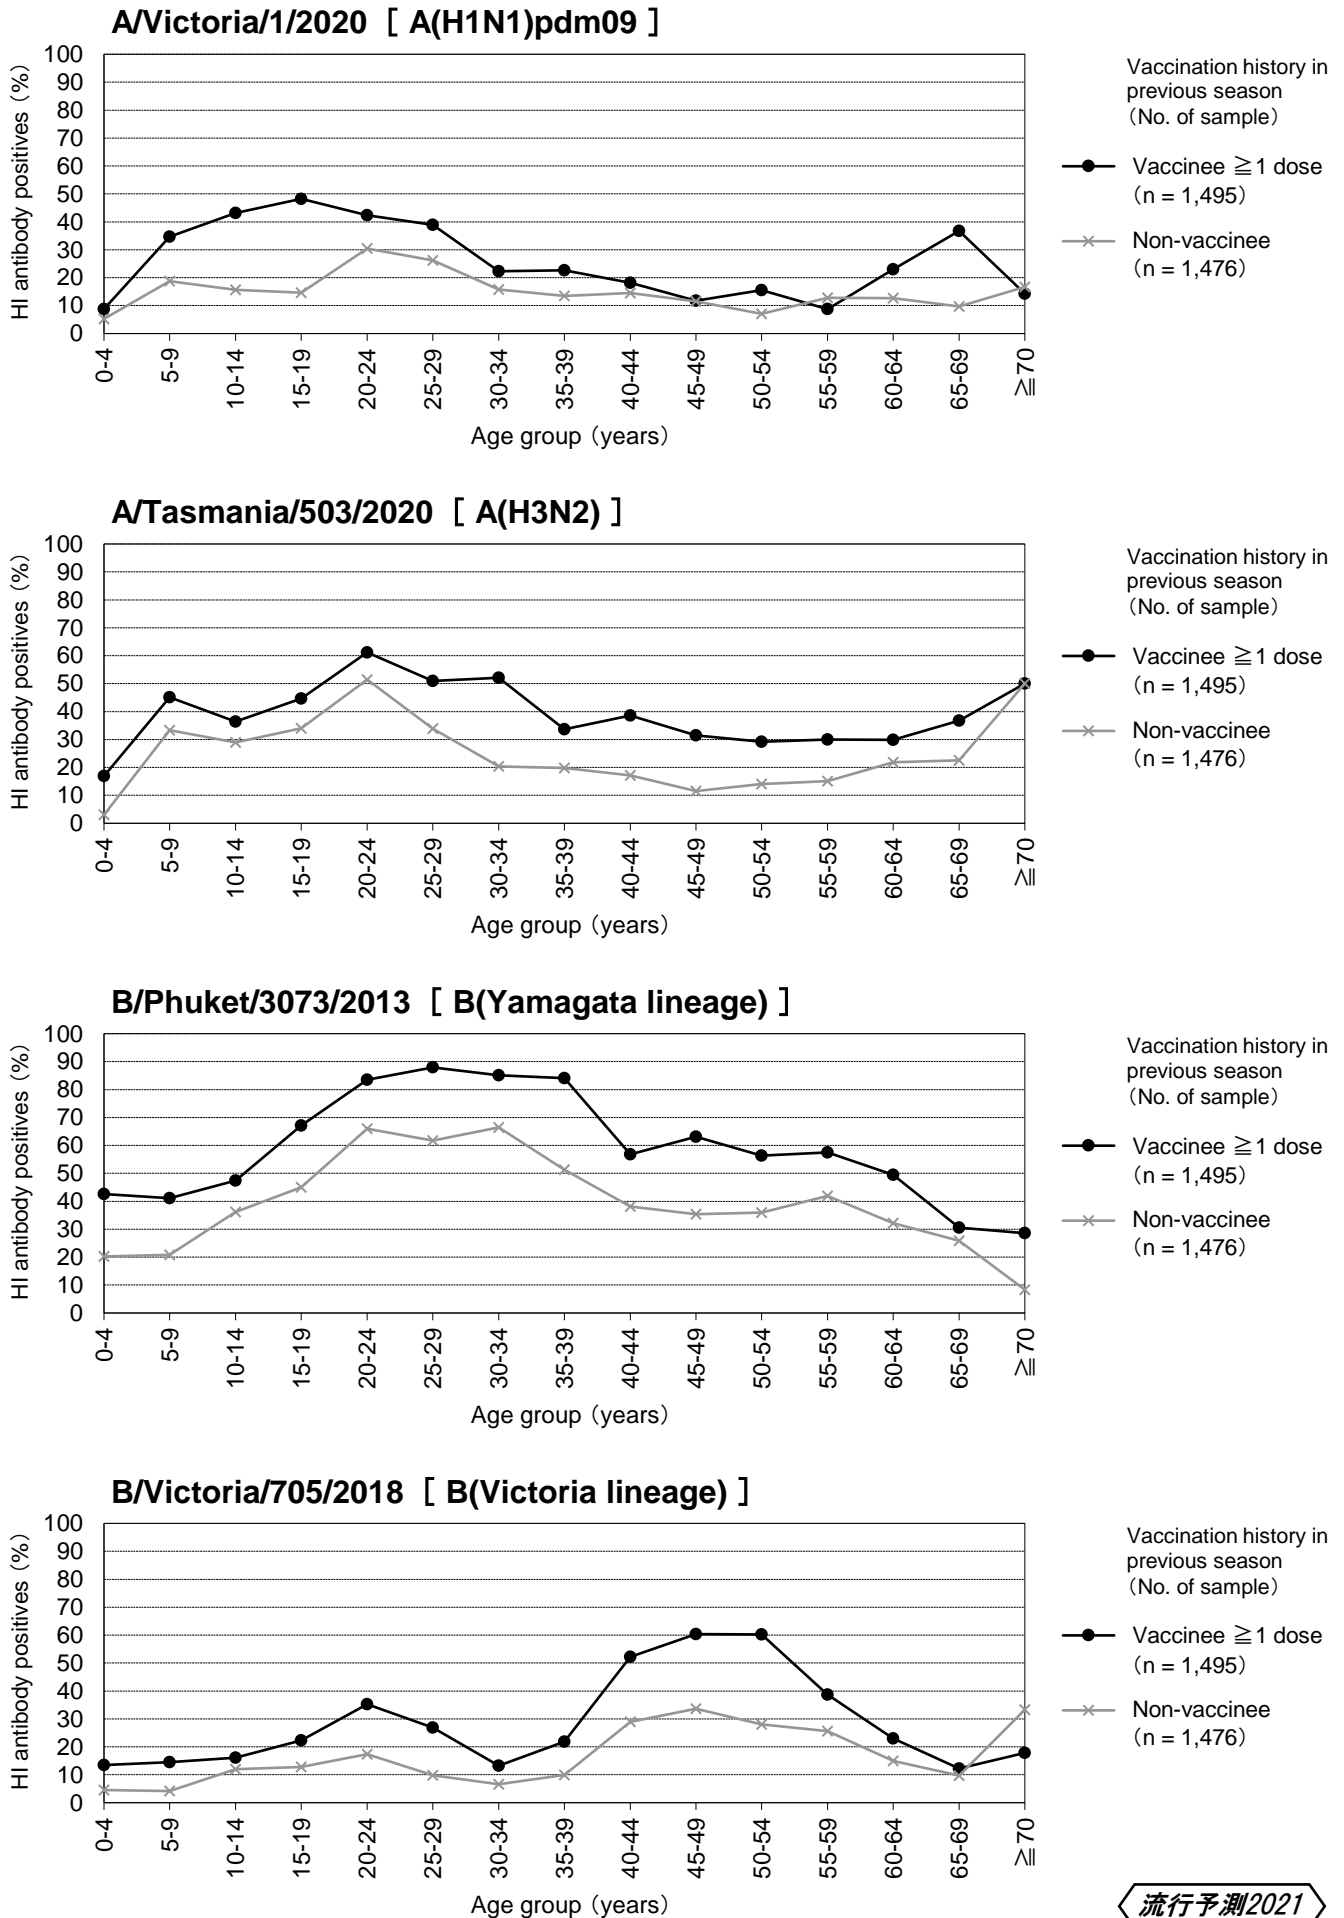 A/Victoria/1/2020［ A(H1N1)pdm09 ］
HI antibody positives（%）
100
90
80
70
60
50
40
30
20
10
0
0-4
5-9
10-14
15-19
20-24
25-29
30-34
35-39
40-44
45-49
50-54
55-59
60-64
65-69
≧70
Age group（years）
Vaccination history in
previous season
（No. of sample）
Vaccinee ≧1 dose
（n = 1,495）
Non-vaccinee
（n = 1,476）
A/Tasmania/503/2020［ A(H3N2) ］
HI antibody positives（%）
100
90
80
70
60
50
40
30
20
10
0
0-4
5-9
10-14
15-19
20-24
25-29
30-34
35-39
40-44
45-49
50-54
55-59
60-64
65-69
≧70
Age group（years）
Vaccination history in
previous season
（No. of sample）
Vaccinee ≧1 dose
（n = 1,495）
Non-vaccinee
（n = 1,476）
B/Phuket/3073/2013［ B(Yamagata lineage) ］
HI antibody positives（%）
100
90
80
70
60
50
40
30
20
10
0
0-4
5-9
10-14
15-19
20-24
25-29
30-34
35-39
40-44
45-49
50-54
55-59
60-64
65-69
≧70
Age group（years）
Vaccination history in
previous season
（No. of sample）
Vaccinee ≧1 dose
（n = 1,495）
Non-vaccinee
（n = 1,476）
B/Victoria/705/2018［ B(Victoria lineage) ］
HI antibody positives（%）
100
90
80
70
60
50
40
30
20
10
0
0-4
5-9
10-14
15-19
20-24
25-29
30-34
35-39
40-44
45-49
50-54
55-59
60-64
65-69
≧70
Age group（years）
Vaccination history in
previous season
（No. of sample）
Vaccinee ≧1 dose
（n = 1,495）
Non-vaccinee
（n = 1,476）
流行予測2021